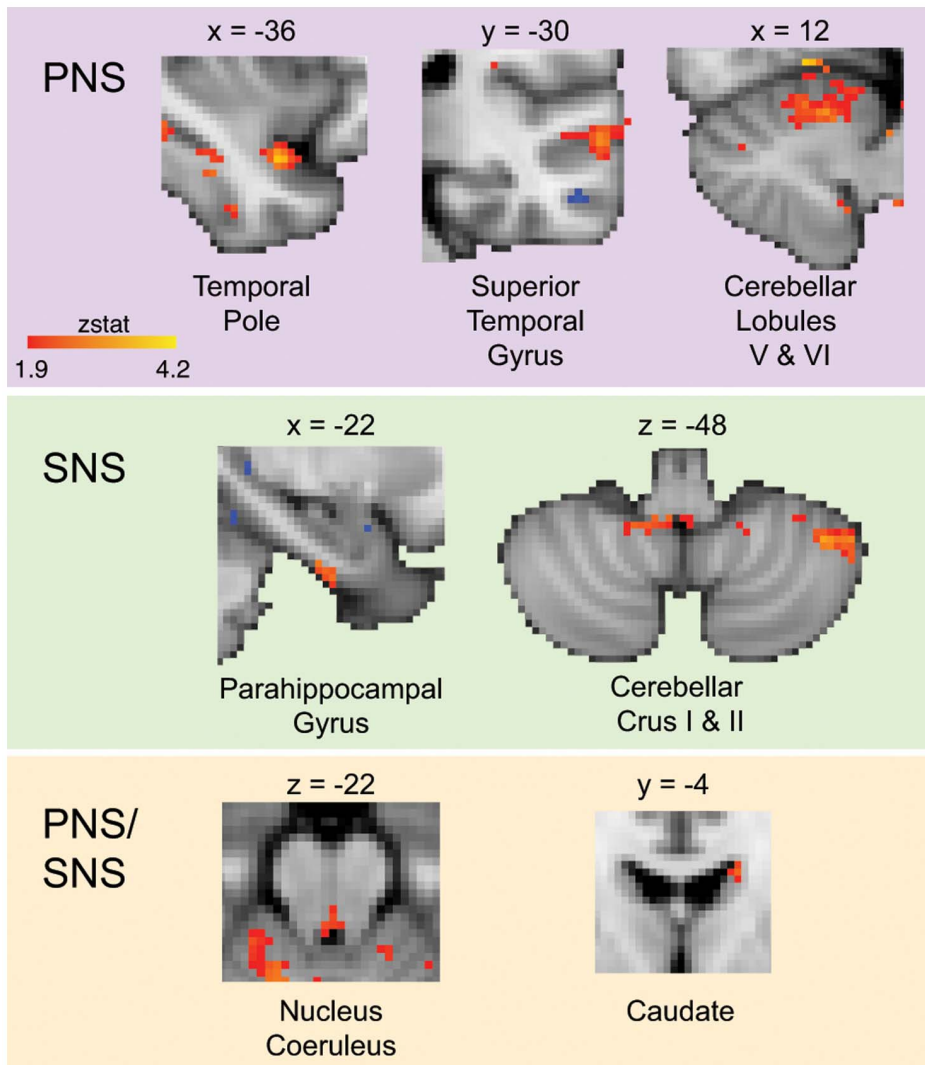 PNS
x = -36
y = -30
x = 12
Temporal
Pole
Superior
Temporal
Gyrus
Cerebellar
Lobules
V & VI
zstat
1.9 4.2
SNS
x = -22
z = -48
Parahippocampal
Gyrus
Cerebellar
Crus I & II
PNS/
SNS
z = -22
y = -4
Nucleus
Coeruleus
Caudate